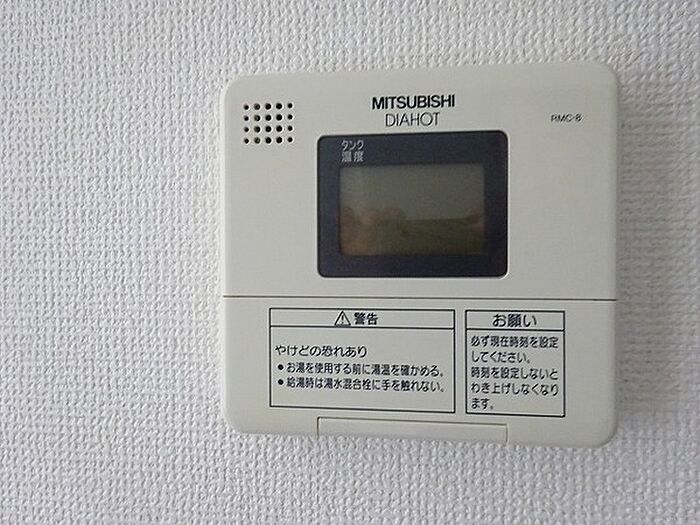 MITSUBISHI
DIAHOT
RMC-8
タンク
温度
⚠警告
やけどの恐れあり
●お湯を使用する前に湯温を確かめる。
●給湯時は湯水混合栓に手を触れない。
お願い
必ず現在時刻を設定
してください。
時刻を設定しないと
わき上げしなくなり
ます。